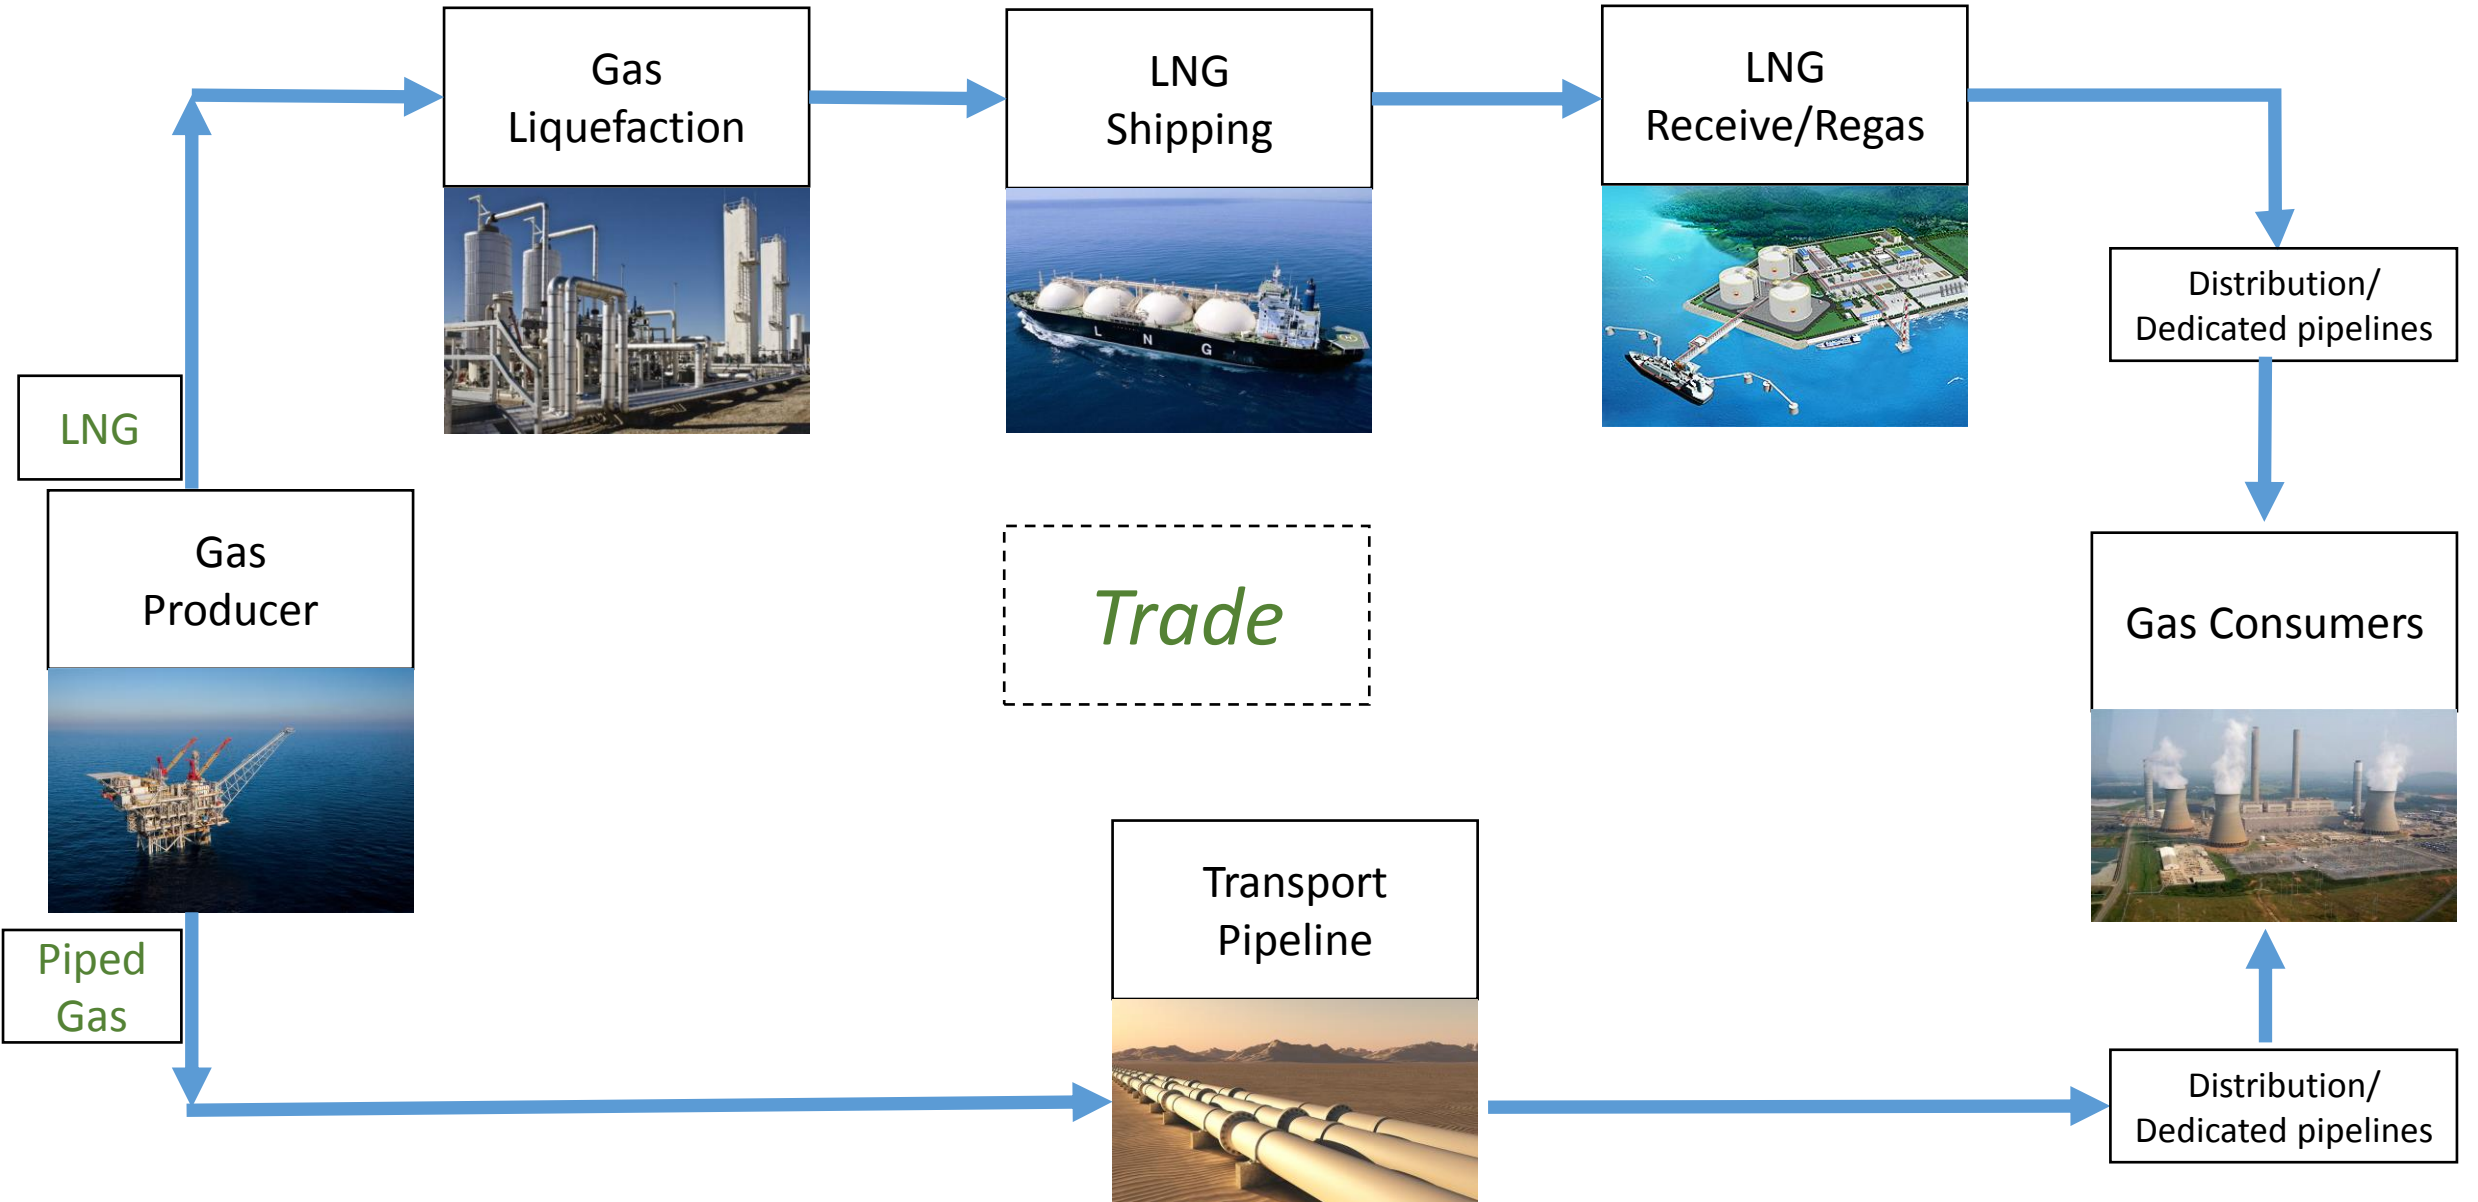 Gas
Liquefaction
LNG
Shipping
LNG
Receive/Regas
Distribution/
Dedicated pipelines
LNG
Gas
Producer
Trade
Gas Consumers
Piped
Gas
Transport
Pipeline
Distribution/
Dedicated pipelines
L N G